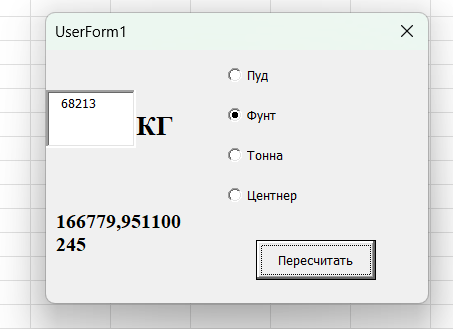 UserForm1
Пуд
68213
КГ
Фунт
Тонна
Центнер
166779,951100
245
Пересчитать